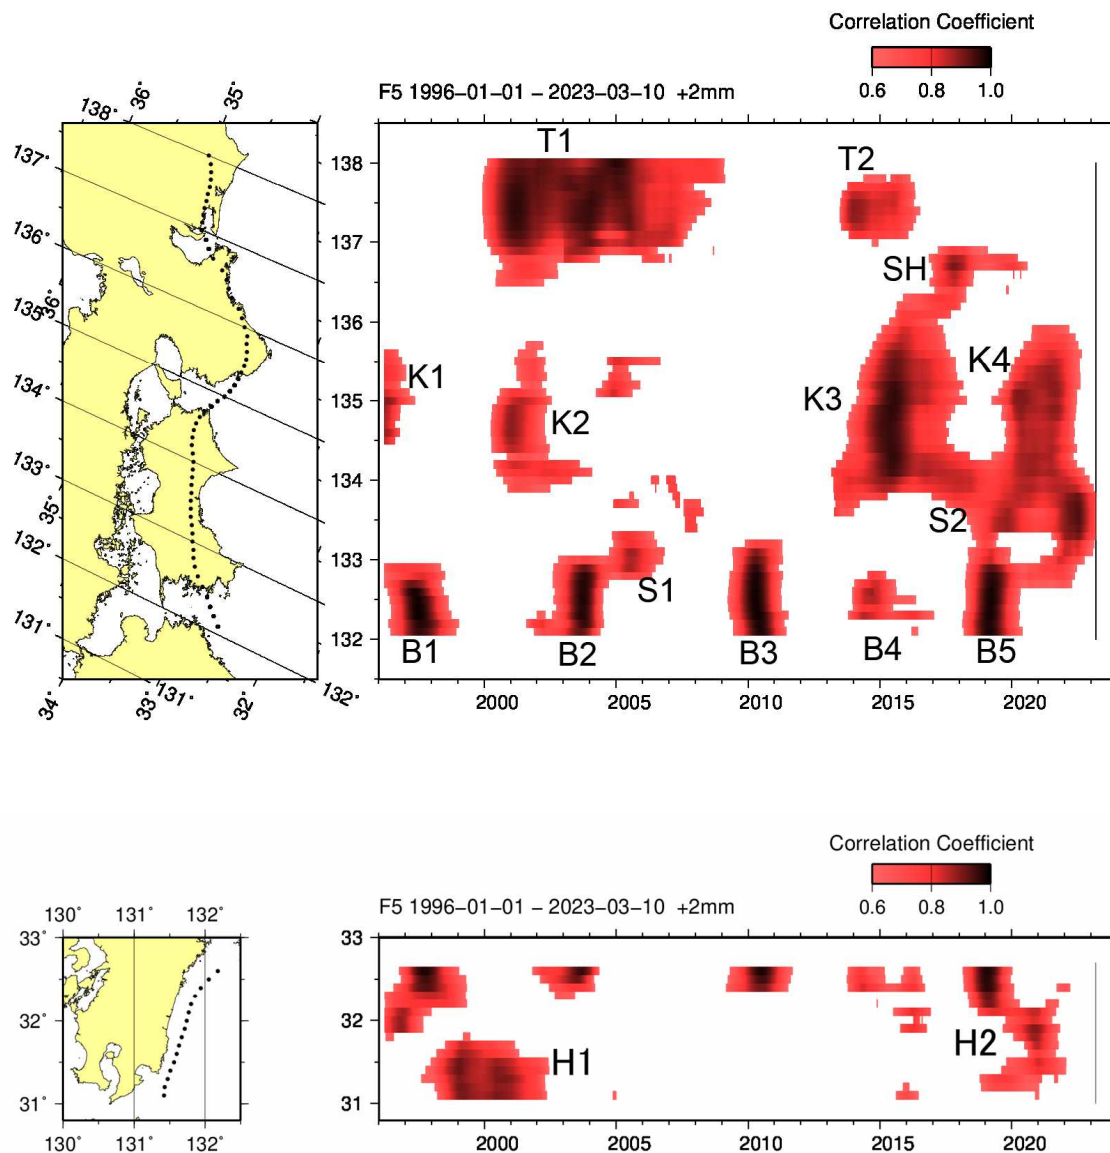 Correlation Coefficient
0.6 0.8 1.0
F5 1996-01-01 - 2023-03-10 +2mm
36° 35°
138°
137°
136°
135°
36°
134°
133°
35°
132°
131°
34° 33° 131° 32° 132°
138
137
136
135
134
133
132
T1
T2
SH
K1
K2
K3
K4
S2
S1
B1 B2 B3 B4 B5
2000 2005 2010 2015 2020
Correlation Coefficient
0.6 0.8 1.0
F5 1996-01-01 - 2023-03-10 +2mm
130° 131° 132°
33°
32°
31°
130° 131° 132°
33
32
31
H1
H2
2000 2005 2010 2015 2020